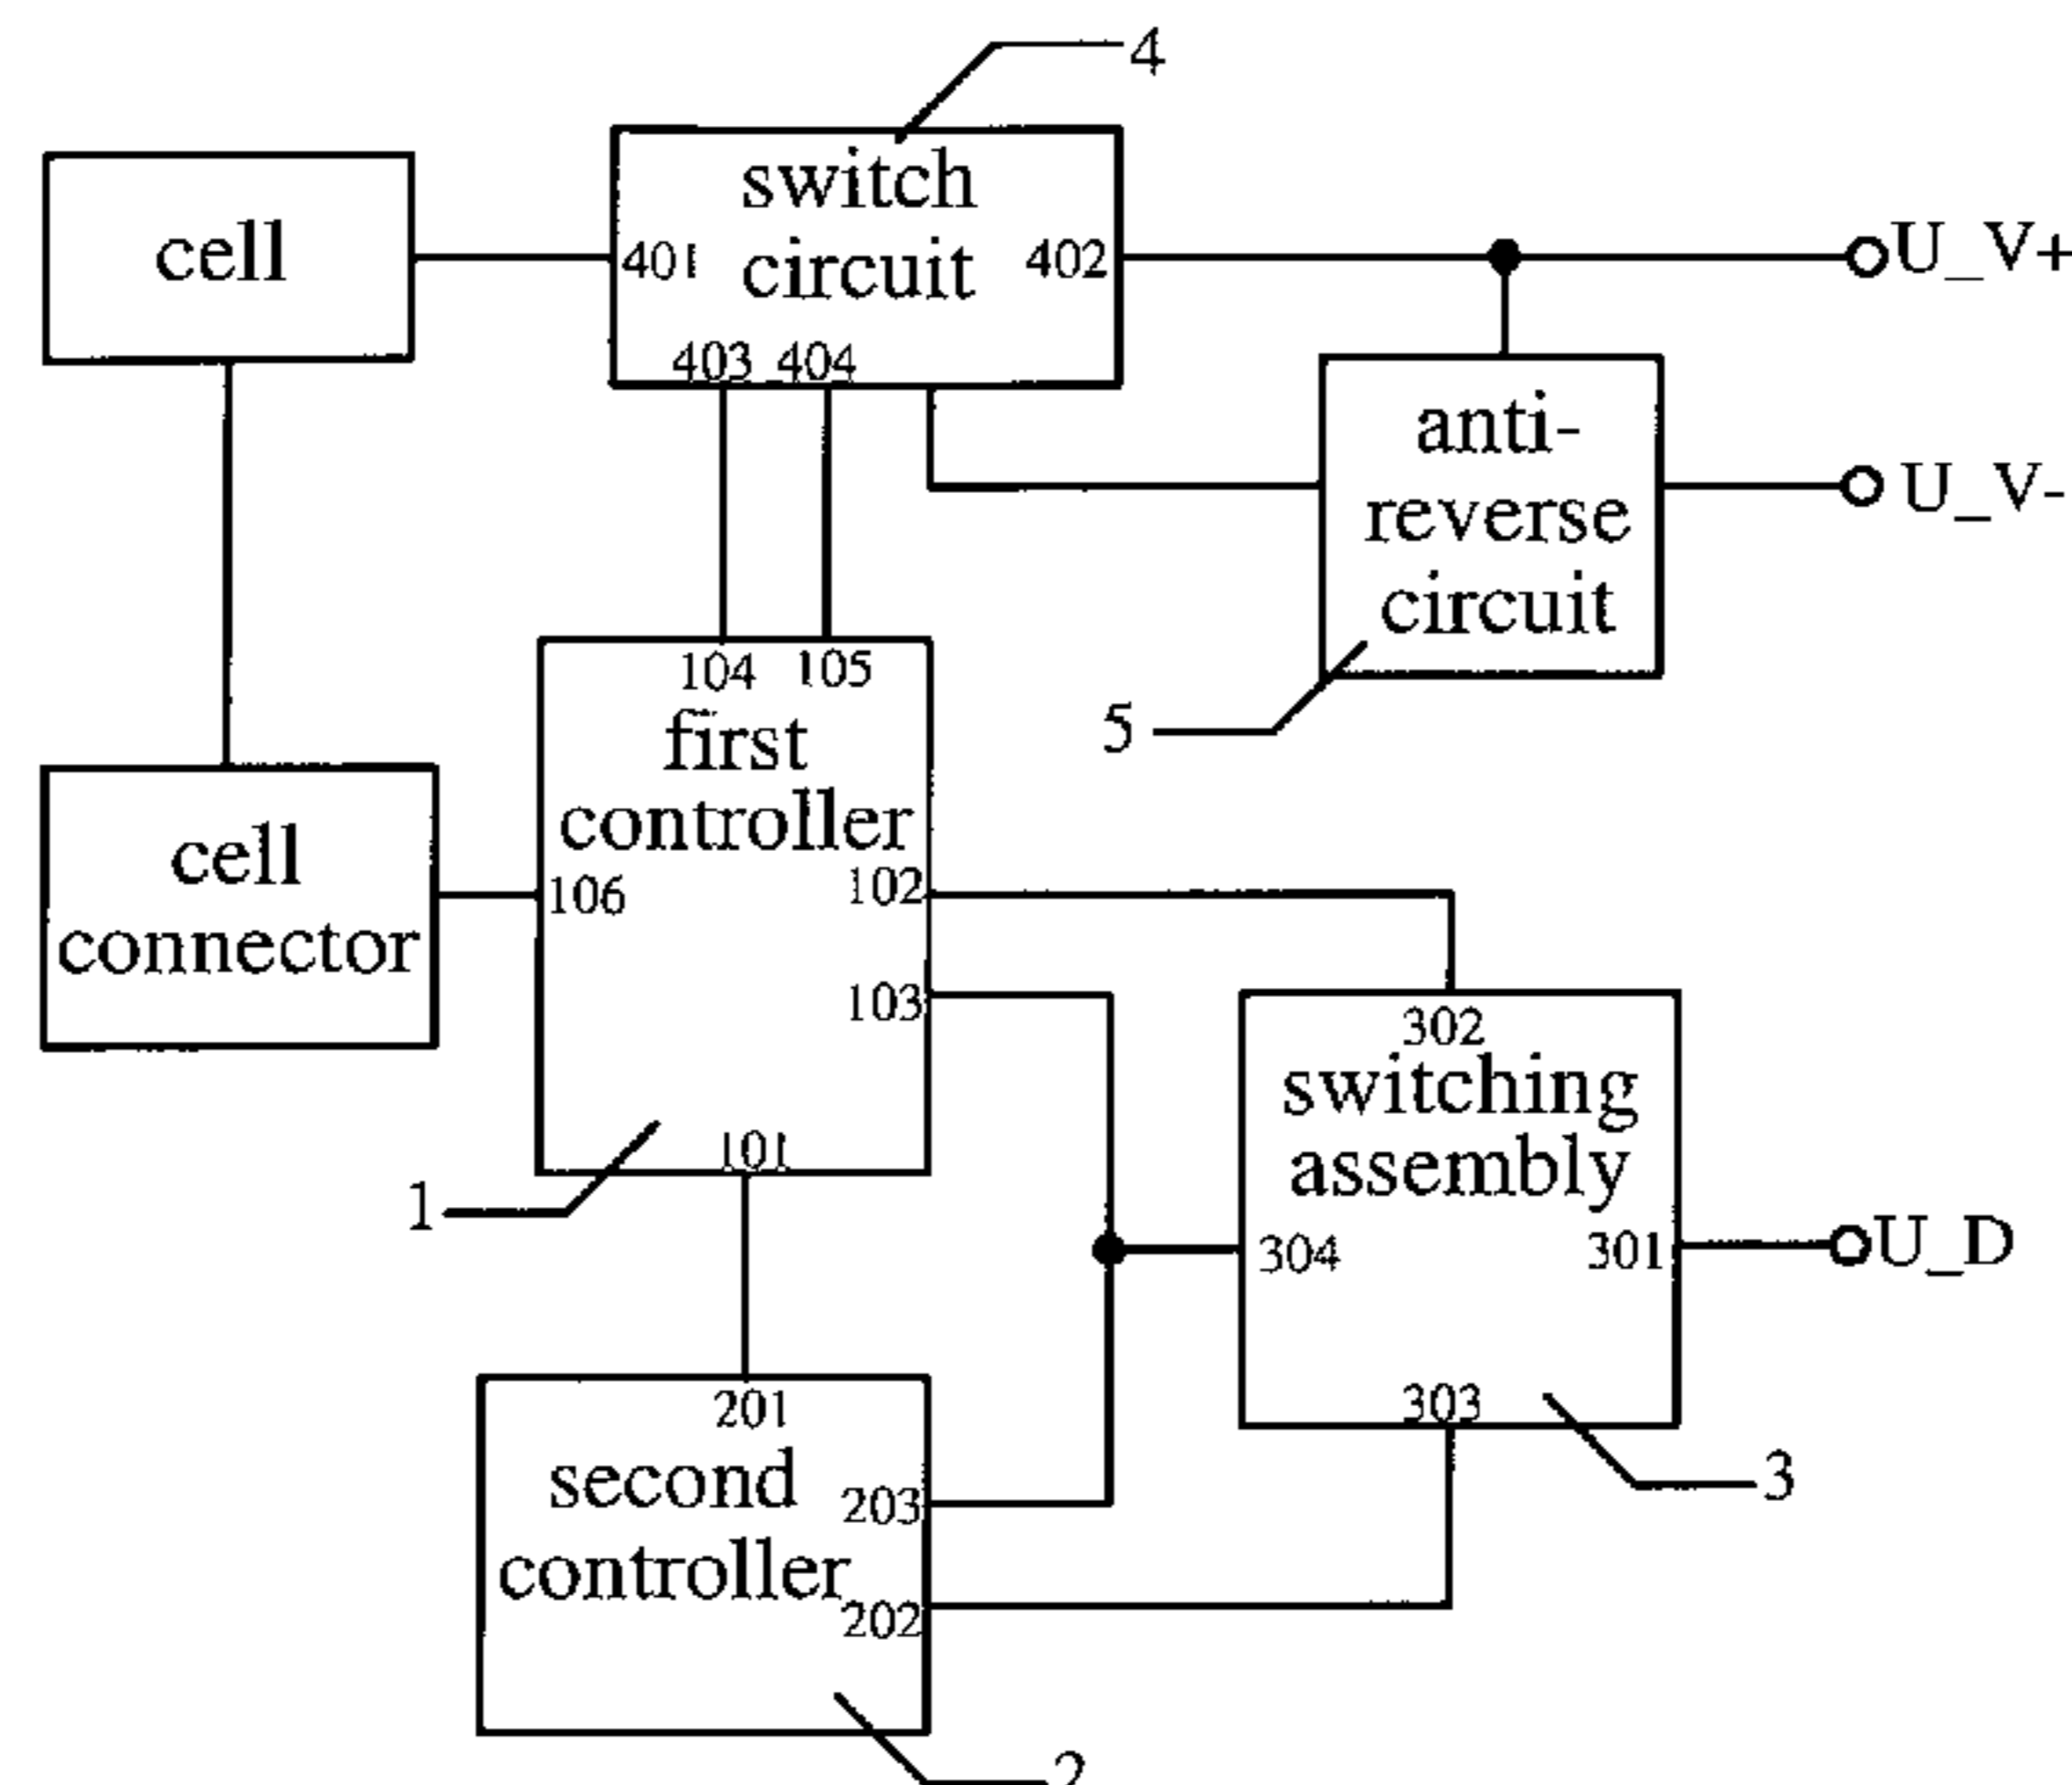 4
switch
cell
401
circuit
402
U_V+
403
404
anti-
reverse
circuit
U_V-
104
105
first
controller
5
cell
connector
106
102
103
302
switching
assembly
101
1
304
301
U_D
201
303
second
controller
203
3
202
2